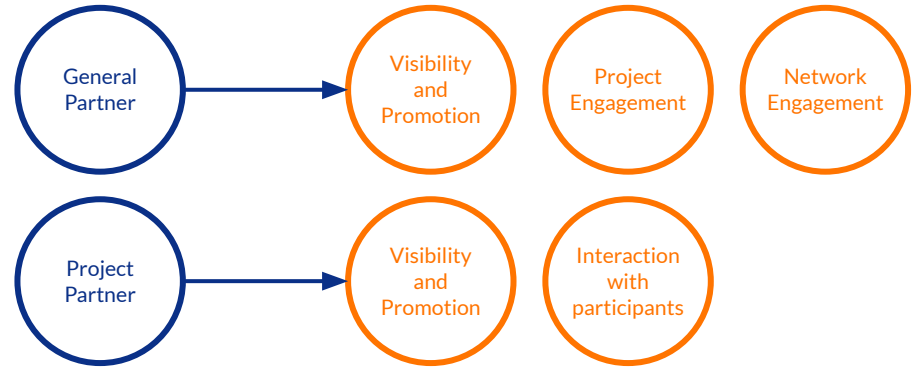 General
Partner
Visibility
and
Promotion
Project
Engagement
Network
Engagement
Project
Partner
Visibility
and
Promotion
Interaction
with
participants